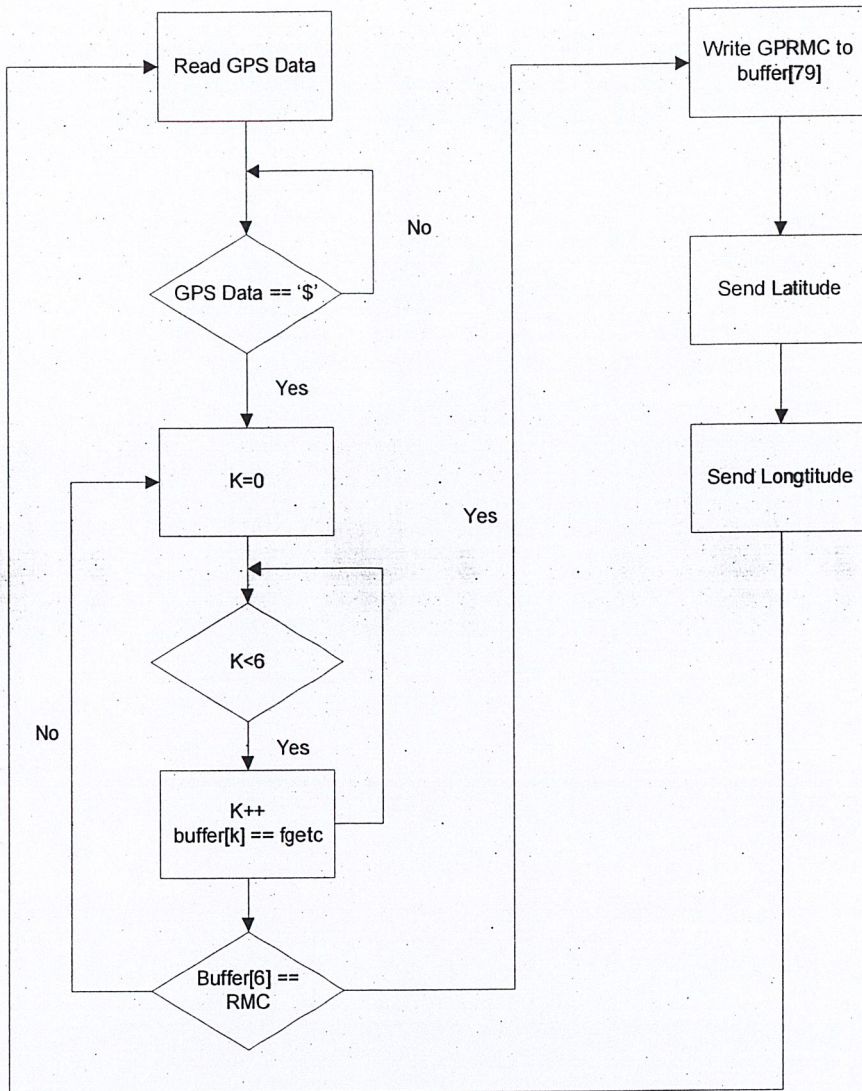 Read GPS Data
No
GPS Data == ‘$’
Yes
K=0
K<6
No
Yes
K++
buffer[k] == fgetc
Buffer[6] ==
RMC
Yes
Write GPRMC to
buffer[79]
Send Latitude
Send Longtitude